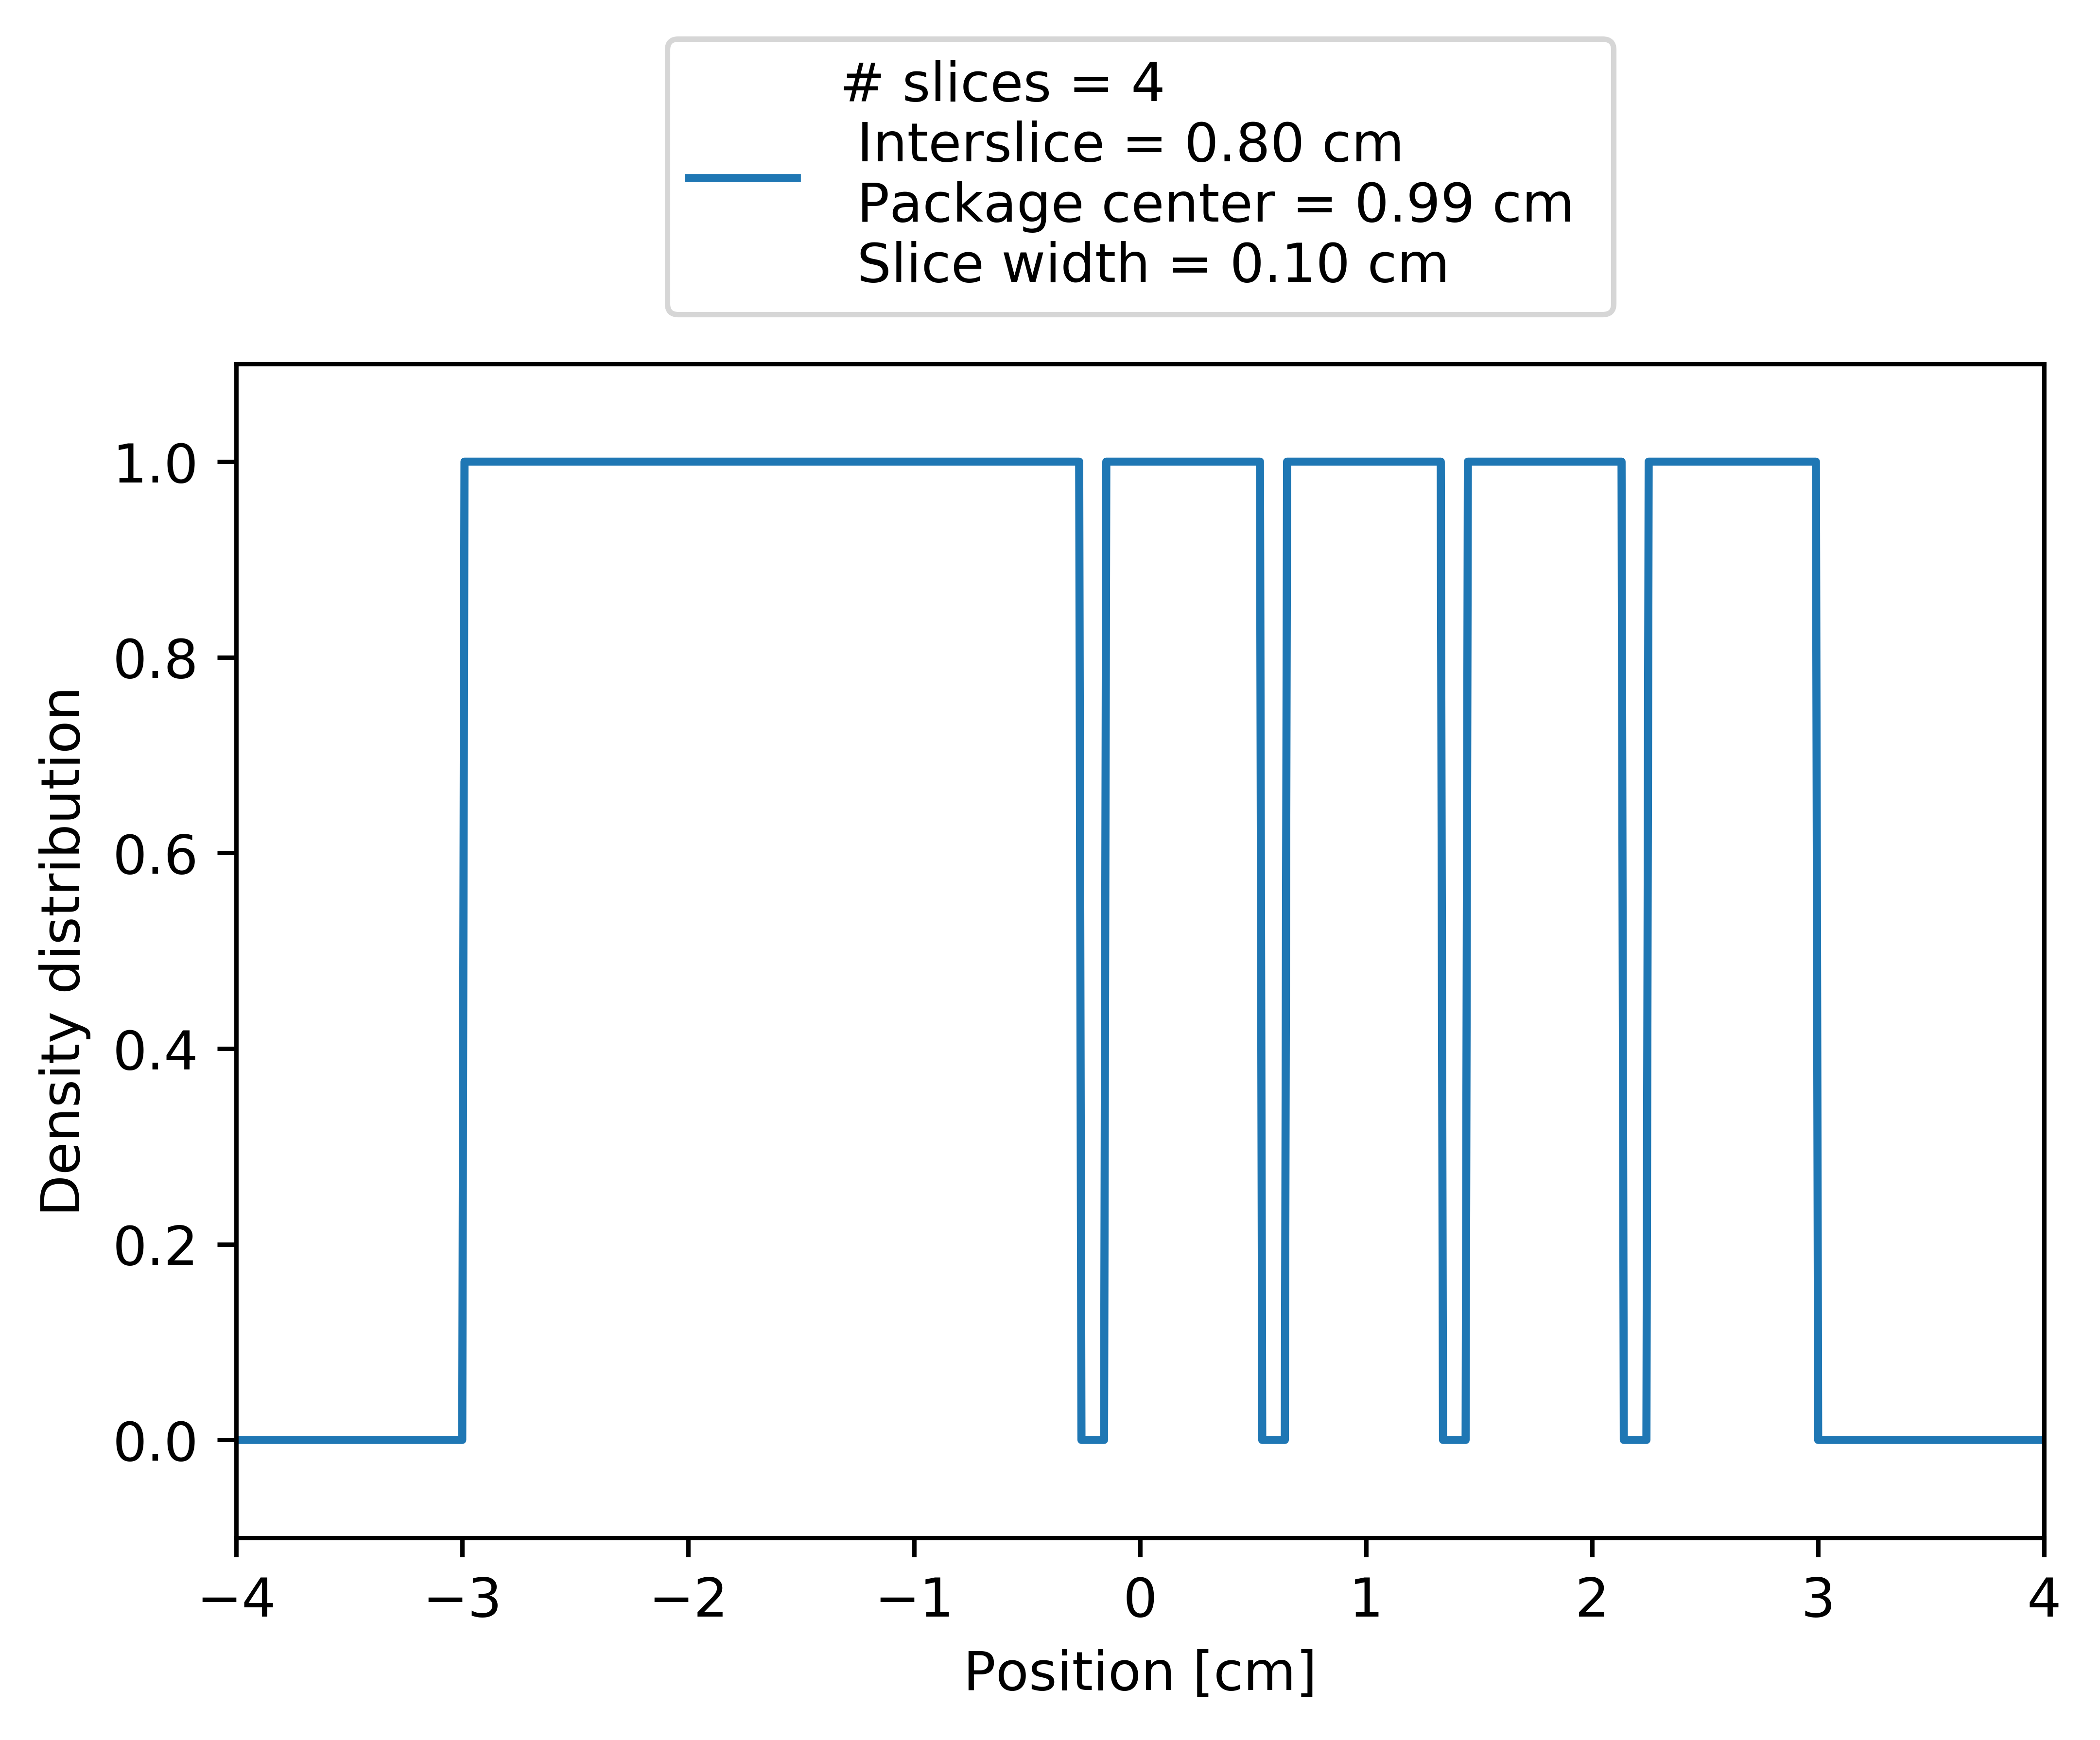 # slices = 4
Interslice = 0.80 cm
Package center = 0.99 cm
Slice width = 0.10 cm
1.0
0.8
0.6
0.4
0.2
0.0
Density distribution
−4 −3 −2 −1 0 1 2 3 4
Position [cm]